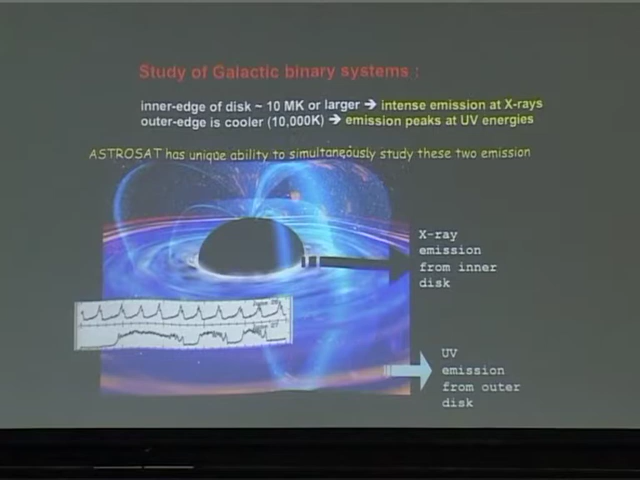 Study of Galactic binary systems :
inner-edge of disk ~ 10 MK or larger ➔ intense emission at X-rays
outer-edge is cooler (10,000K) ➔ emission peaks at UV energies
ASTROSAT has unique ability to simultaneously study these two emission
X-ray
emission
from inner
disk
UV
emission
from outer
disk